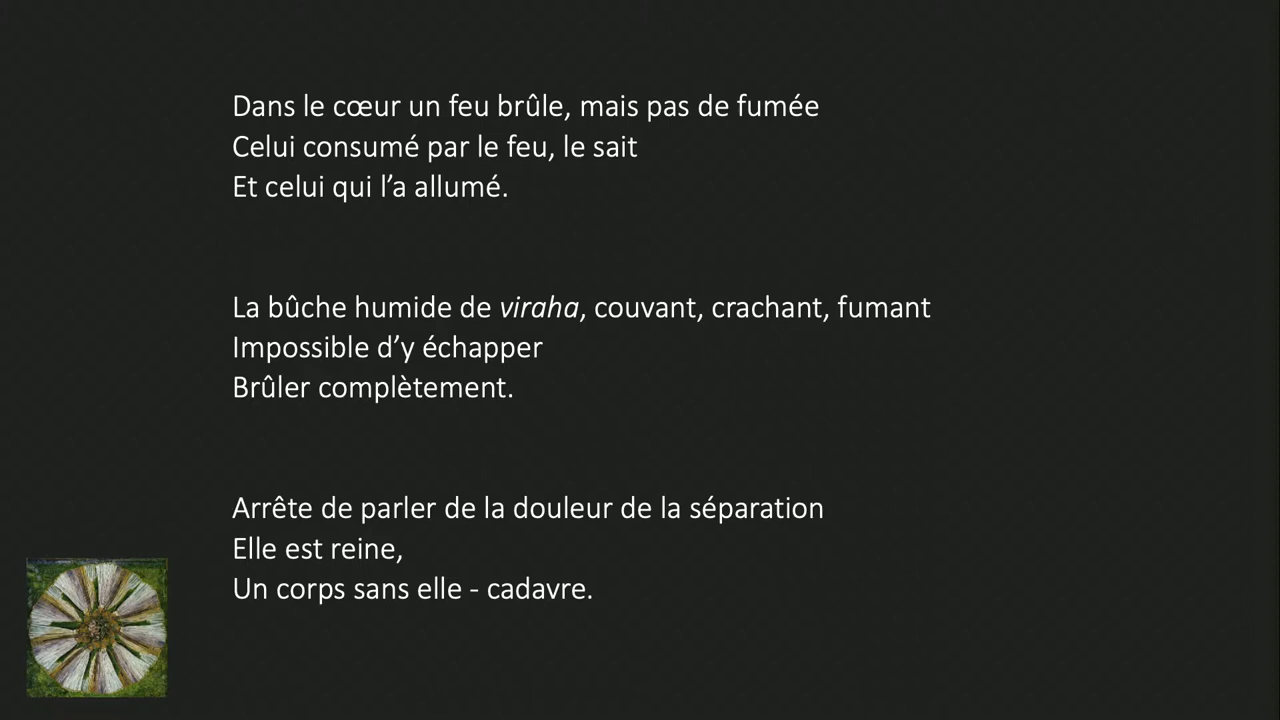 Dans le cœur un feu brûle, mais pas de fumée
Celui consumé par le feu, le sait
Et celui qui l’a allumé.
La bûche humide de viraha, couvant, crachant, fumant
Impossible d’y échapper
Brûler complètement.
Arrête de parler de la douleur de la séparation
Elle est reine,
Un corps sans elle - cadavre.